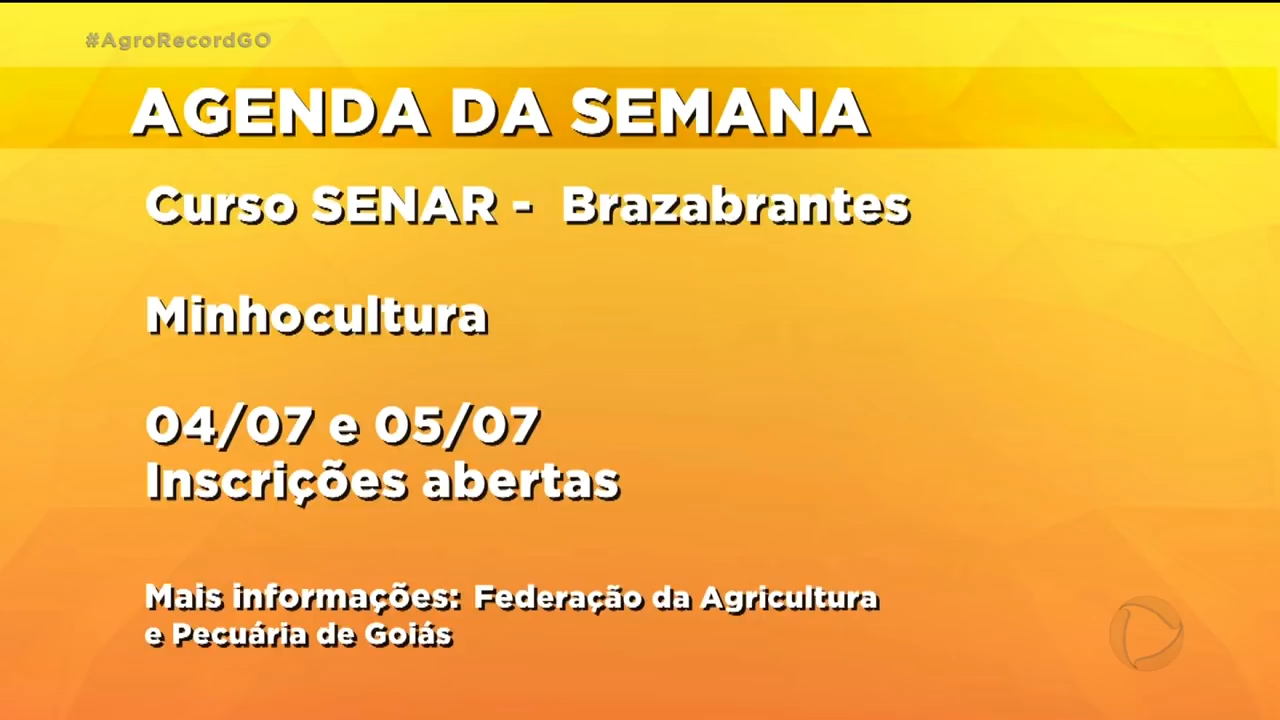 #AgroRecordGO
AGENDA DA SEMANA
Curso SENAR - Brazabrantes
Minhocultura
04/07 e 05/07
Inscrições abertas
Mais informações: Federação da Agricultura
e Pecuária de Goiás